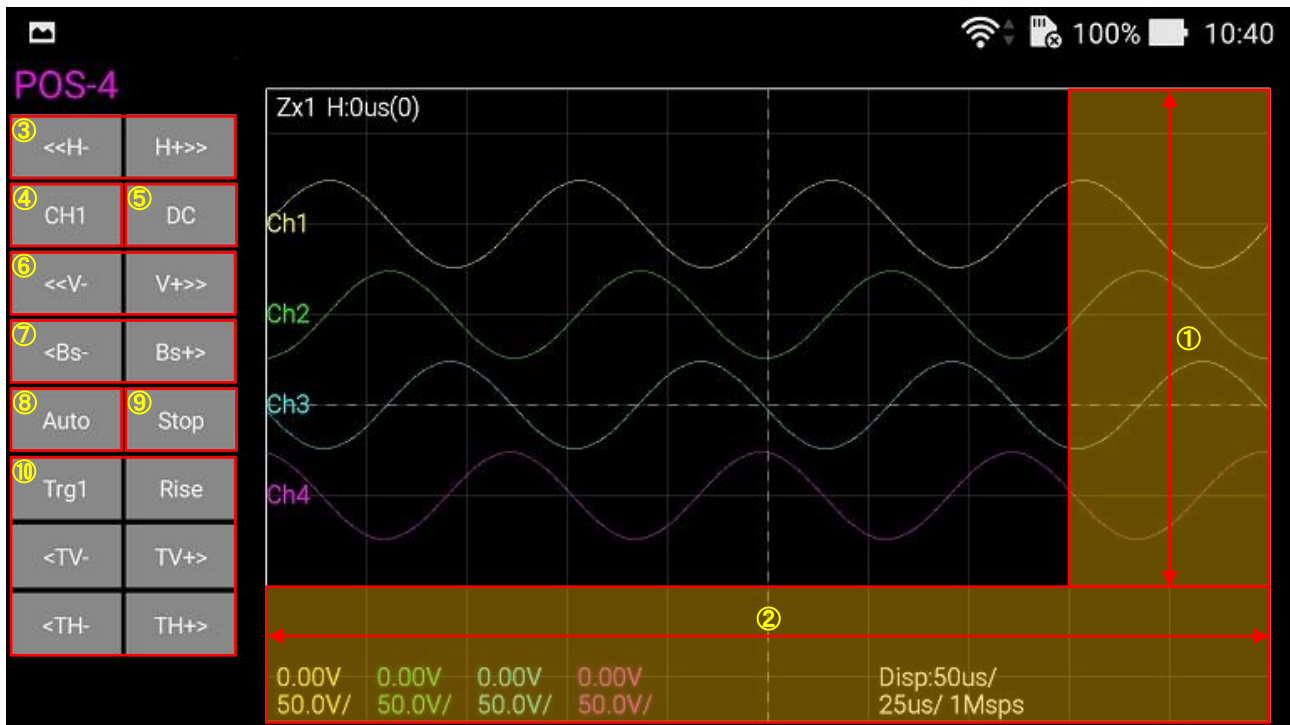 100% 10:40
POS-4
③ <<H- H+>>
④ CH1 ⑤ DC
⑥ <<V- V+>>
⑦ <Bs- Bs+>
⑧ Auto ⑨ Stop
⑩ Trg1 Rise
<TV- TV+>
<TH- TH+>
Zx1 H:0us(0)
Ch1
Ch2
①
Ch3
Ch4
②
0.00V 0.00V 0.00V 0.00V Disp:50us/
50.0V/ 50.0V/ 50.0V/ 50.0V/ 25us/ 1Msps